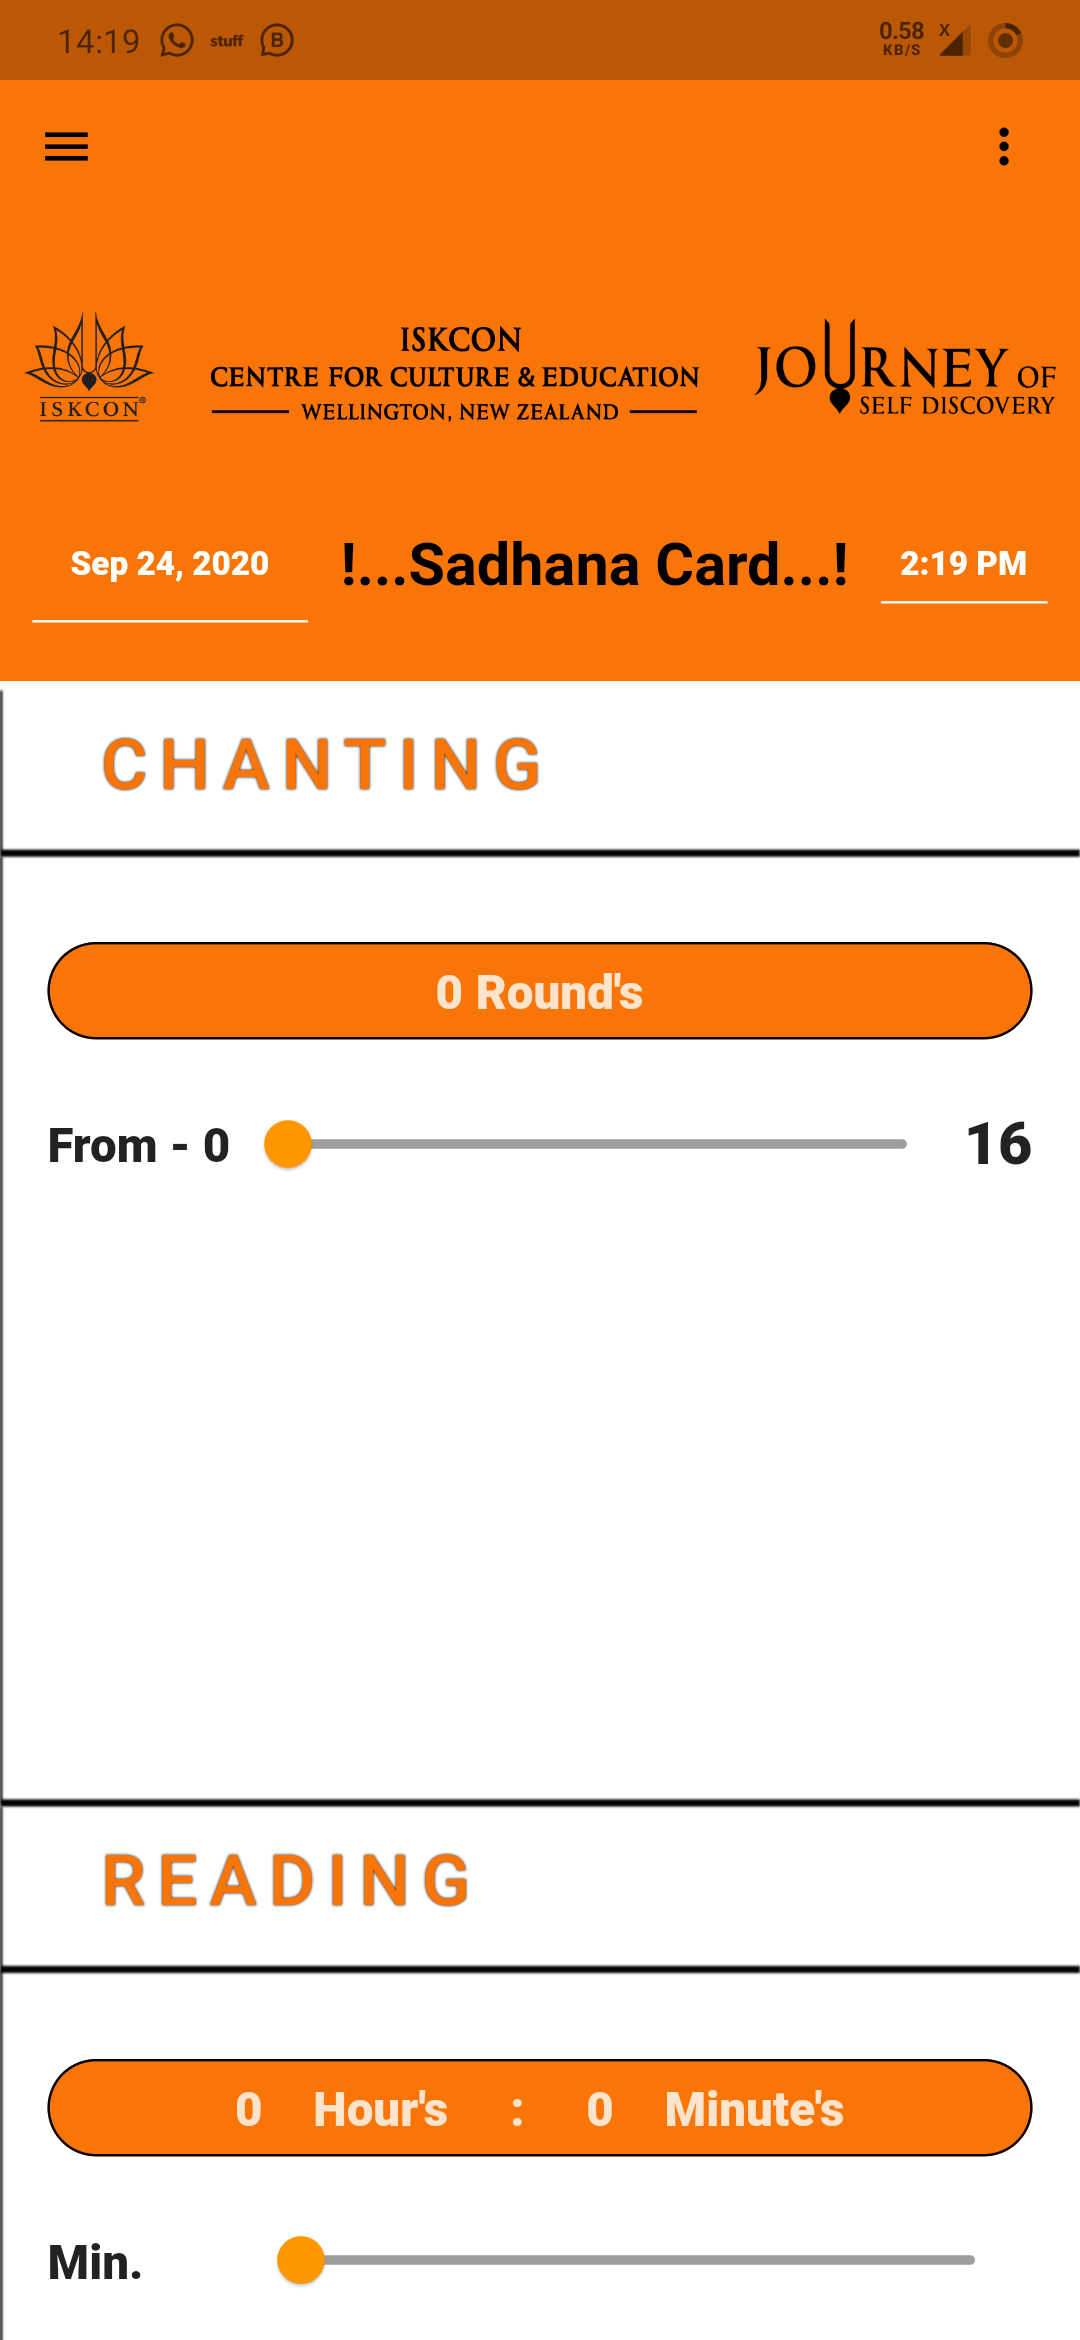 14:19 stuff B 0.58 KB/S X
ISKCON®
ISKCON
CENTRE FOR CULTURE & EDUCATION
WELLINGTON, NEW ZEALAND
JOURNEY OF
SELF DISCOVERY
Sep 24, 2020 !...Sadhana Card...! 2:19 PM
CHANTING
0 Round's
From - 0 16
READING
0 Hour's : 0 Minute's
Min.